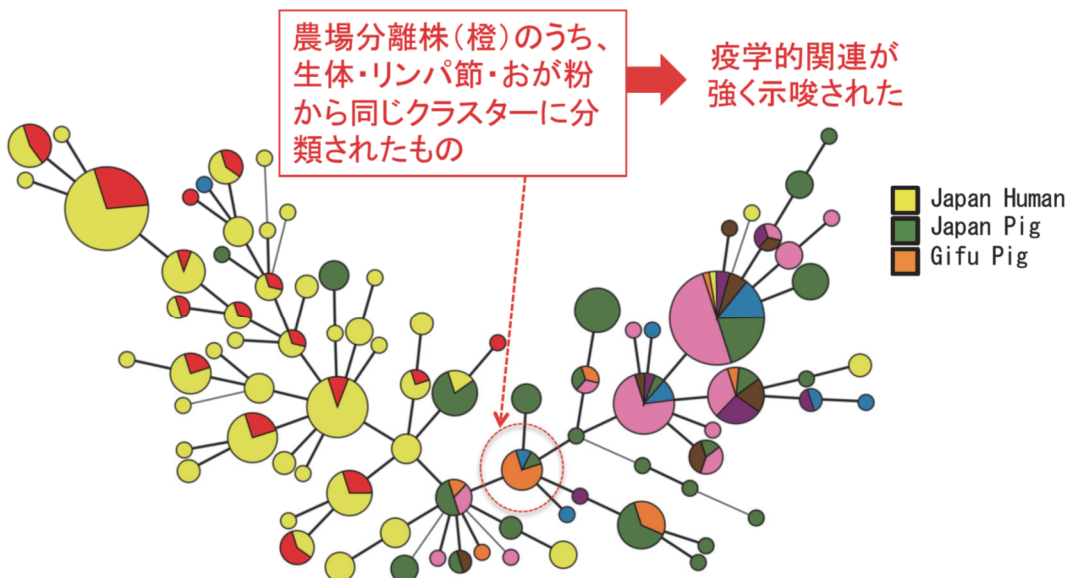 農場分離株(橙)のうち、
生体・リンパ節・おが粉
から同じクラスターに分
類されたもの
疫学的関連が
強く示唆された
Japan Human
Japan Pig
Gifu Pig